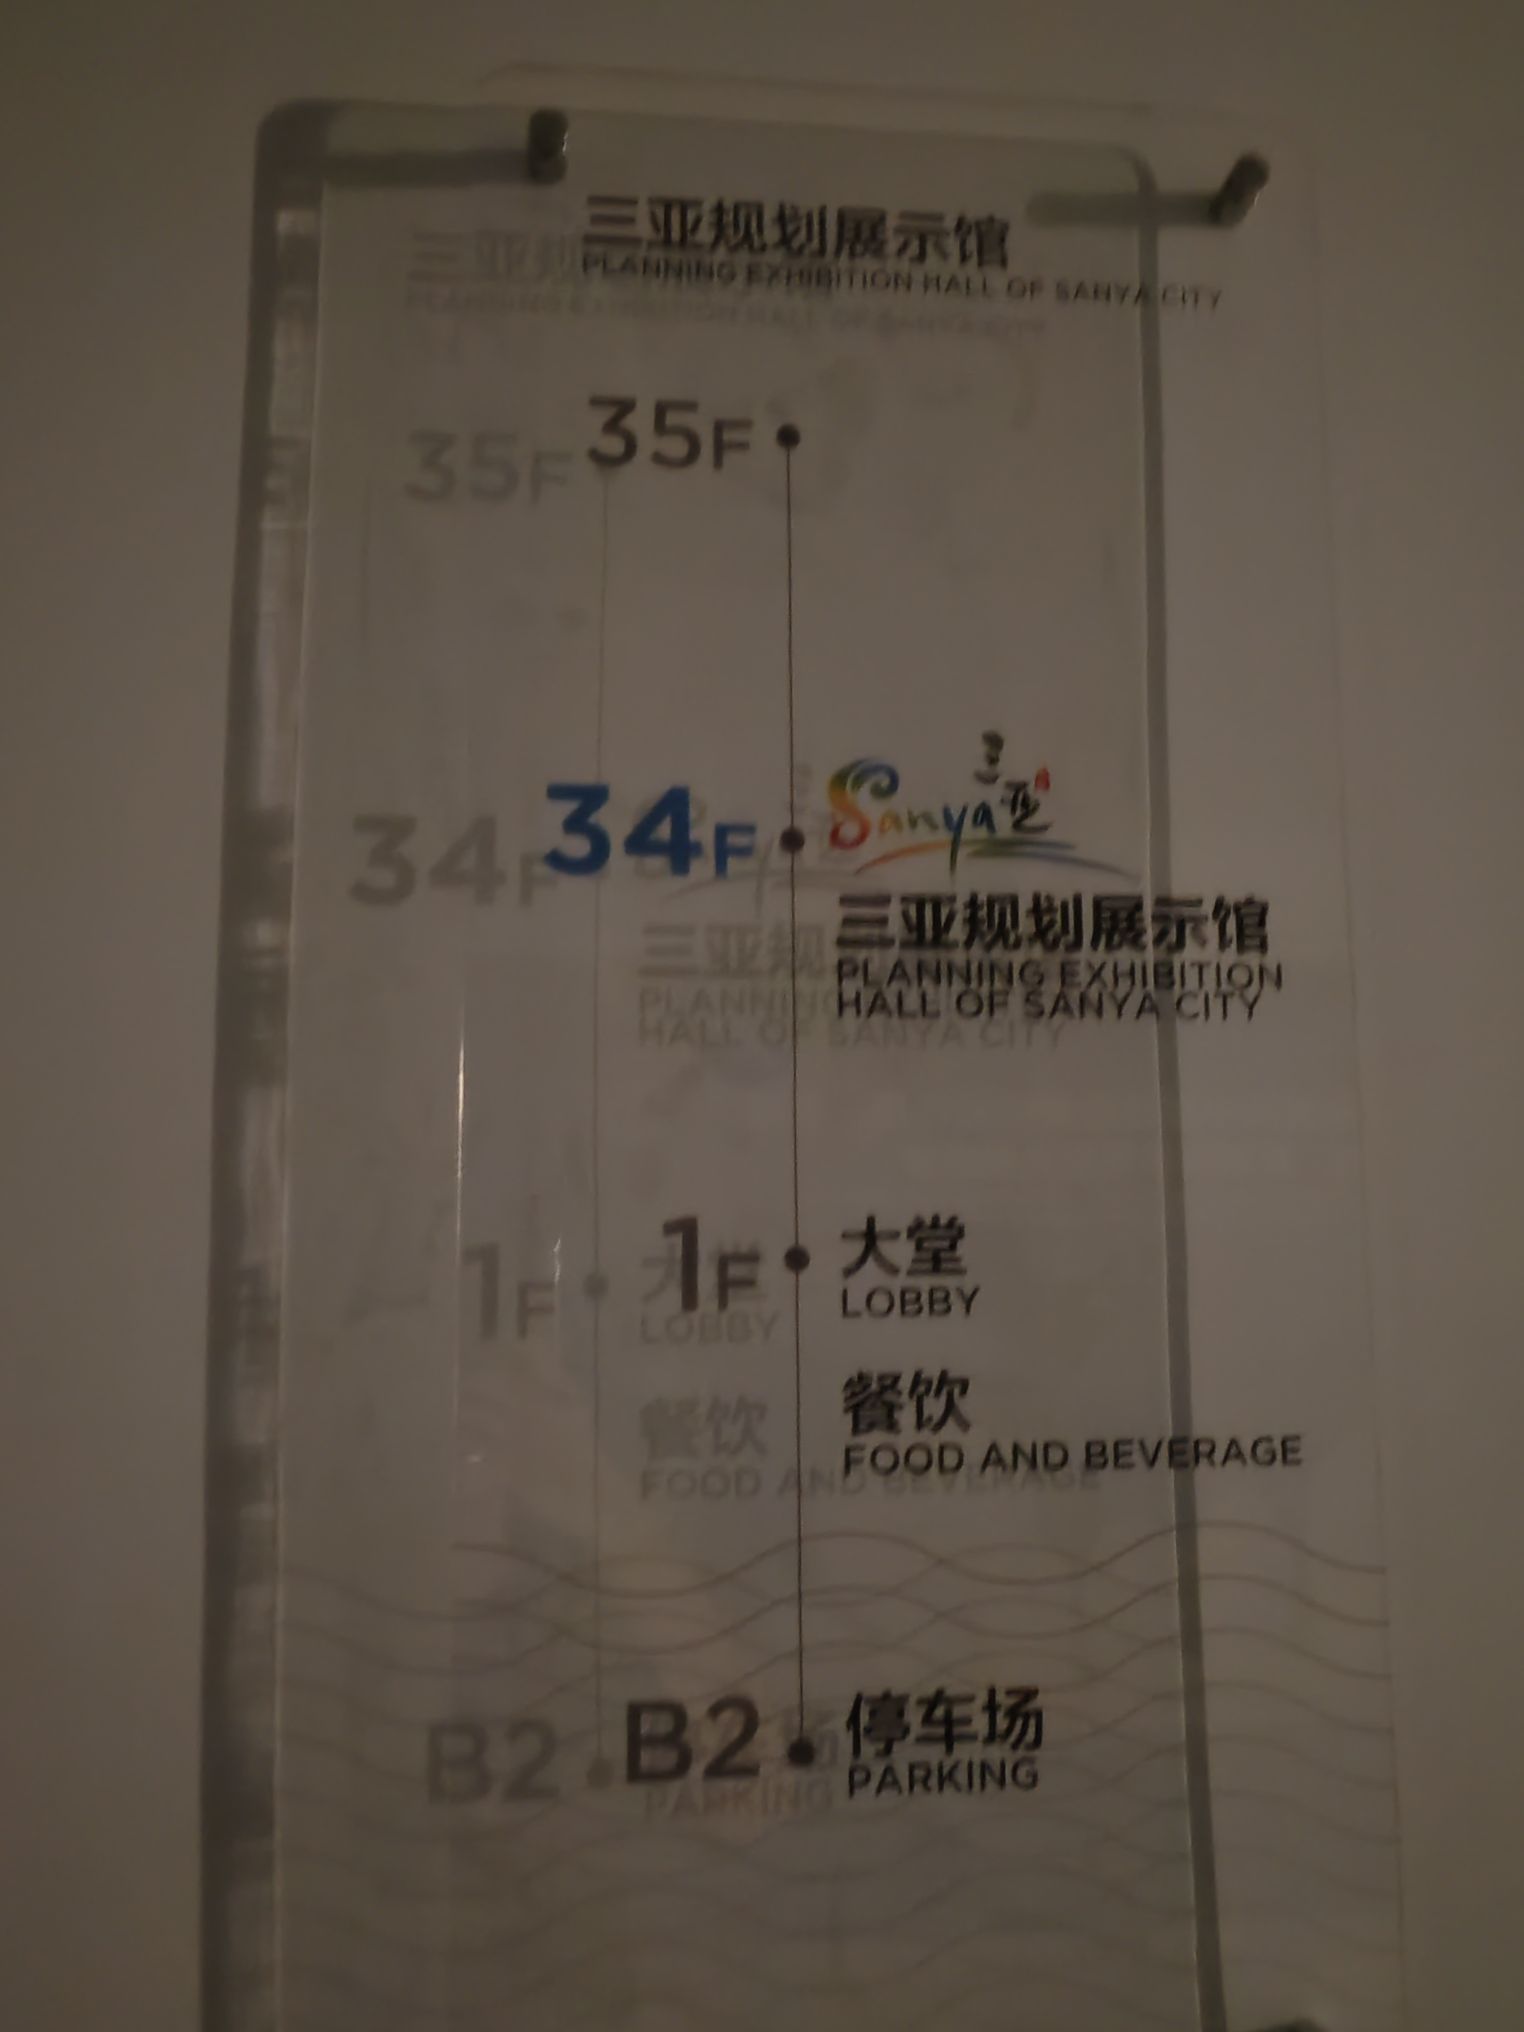 三亚规划展示馆
PLANNING EXHIBITION HALL OF SANYA CITY
35F
34F
Sanya 三亚
三亚规划展示馆
PLANNING EXHIBITION
HALL OF SANYA CITY
1F
大堂
LOBBY
餐饮
FOOD AND BEVERAGE
B2
停车场
PARKING